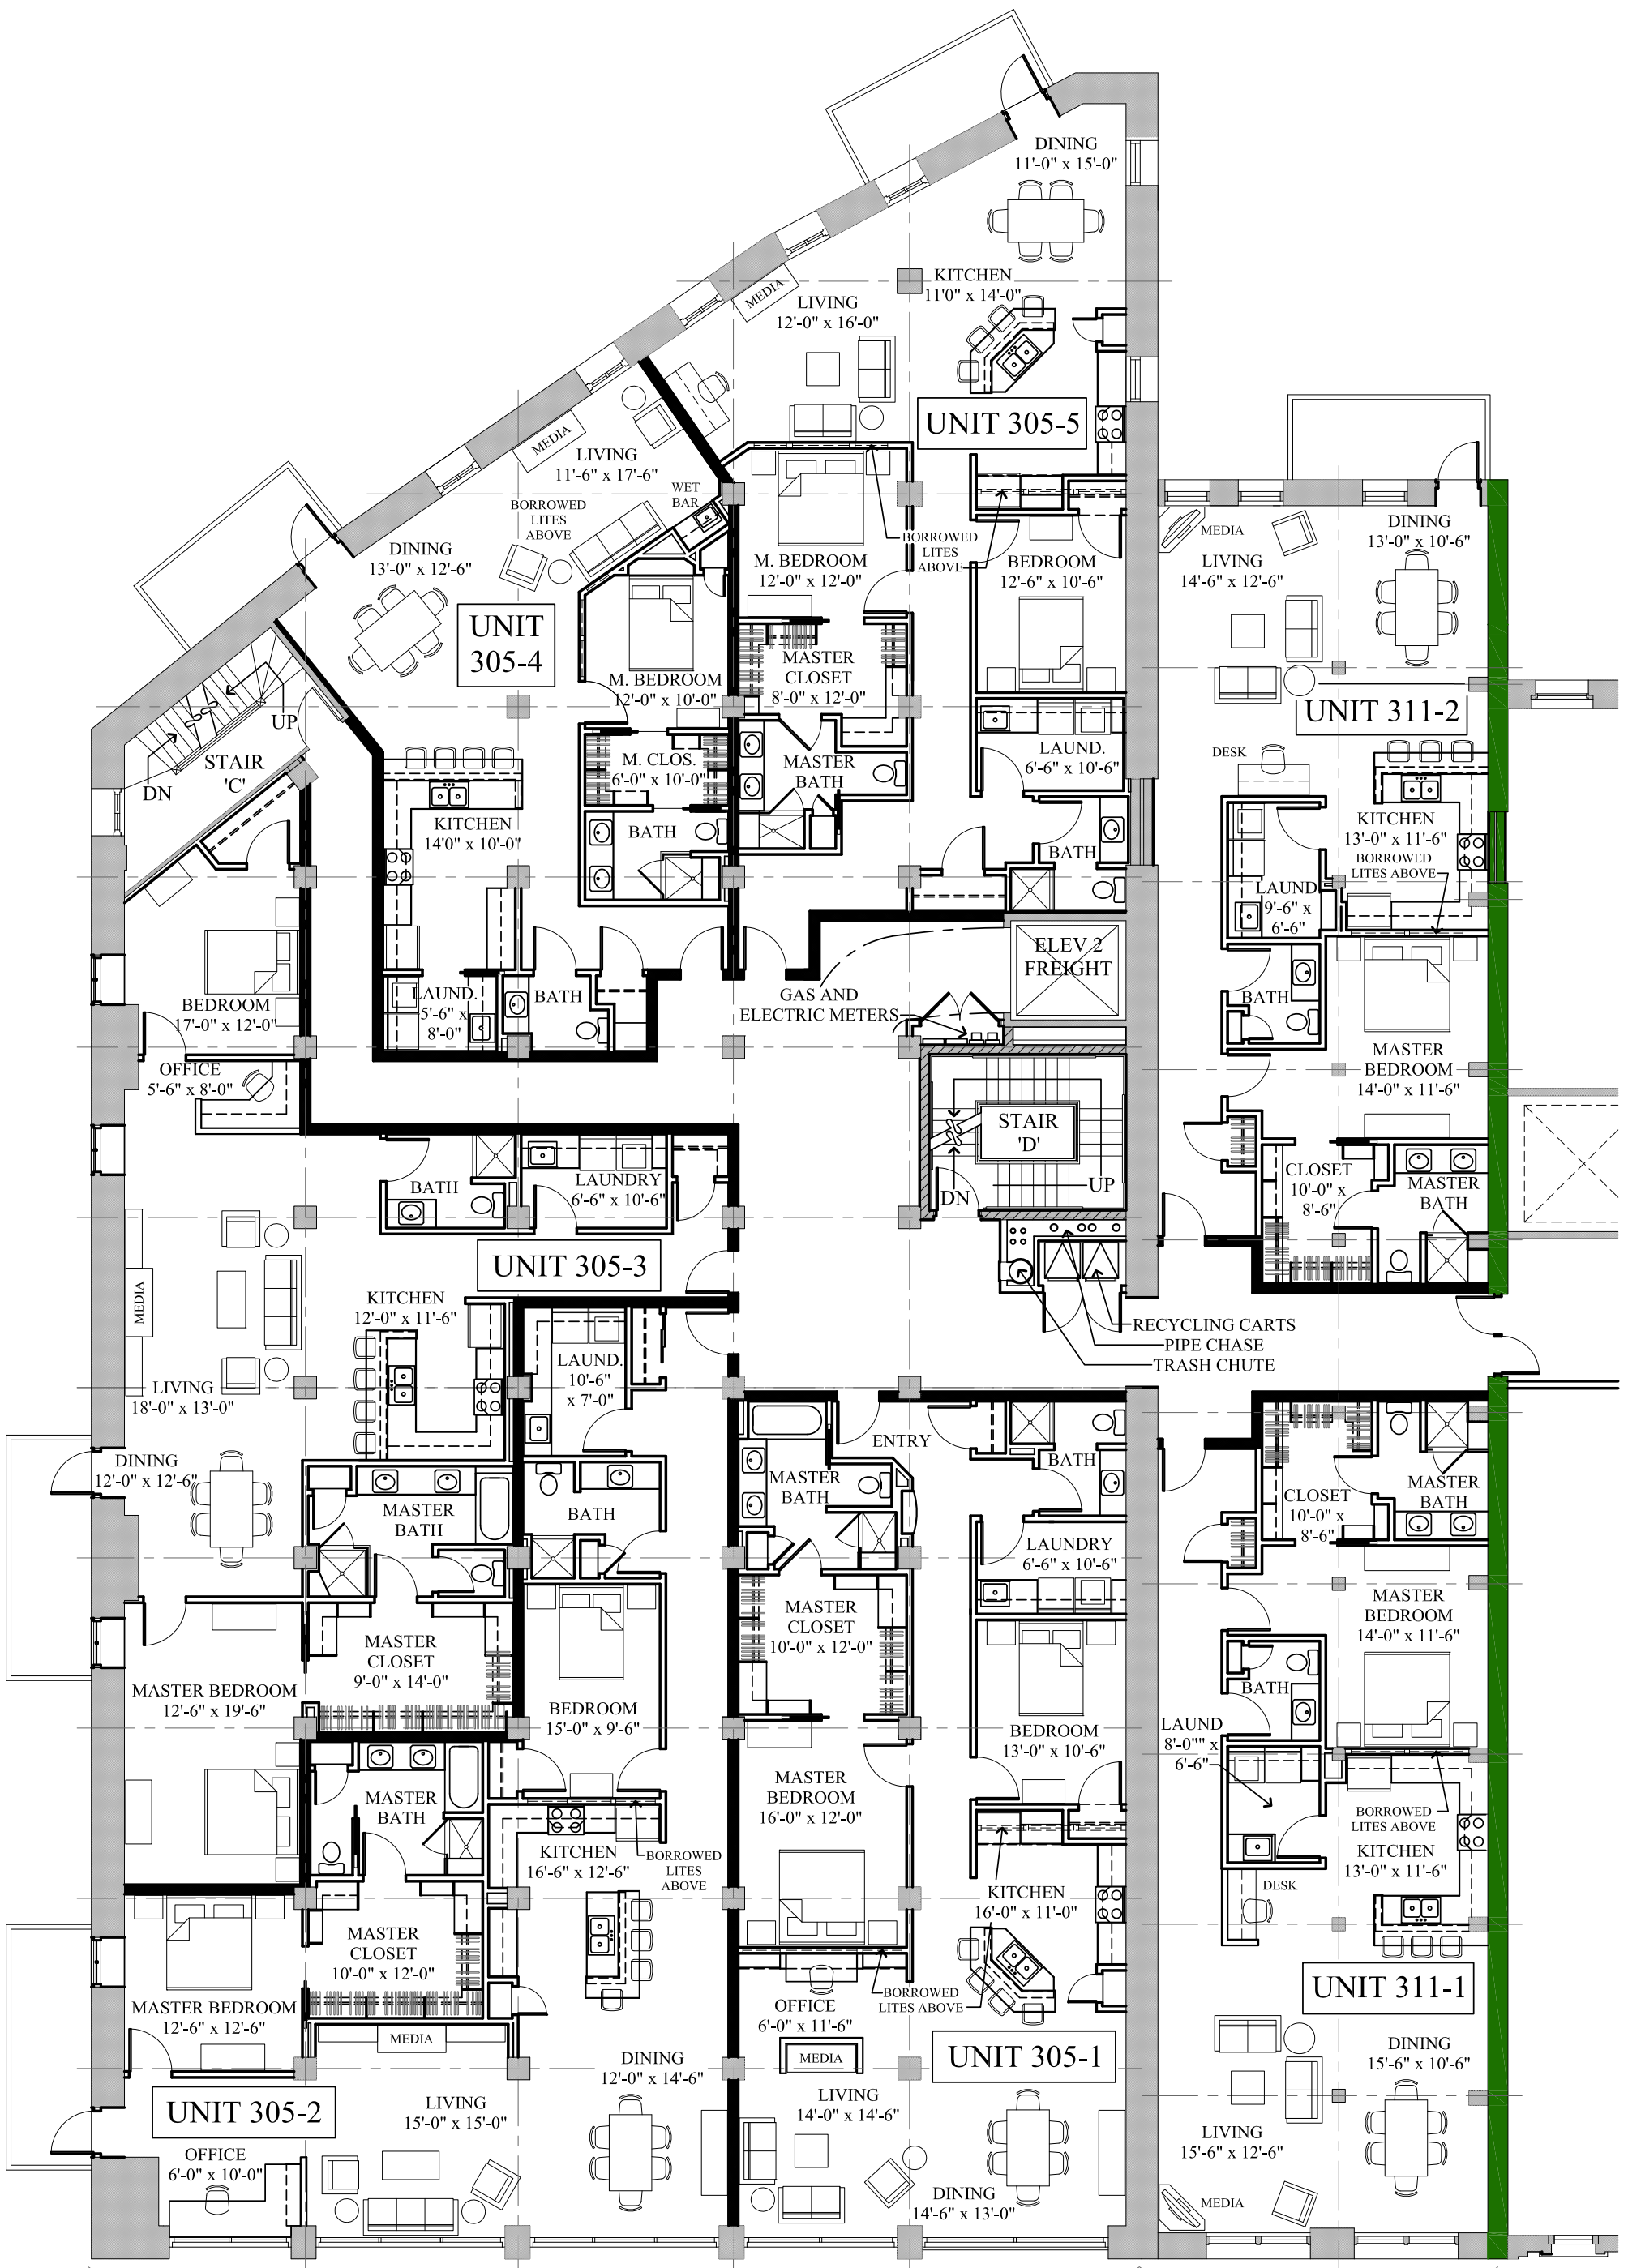 DINING
11'-0" x 15'-0"
KITCHEN
11'0" x 14'-0"
LIVING
12'-0" x 16'-0"
MEDIA
UNIT 305-5
MEDIA
LIVING
11'-6" x 17'-6"
WET
BAR
BORROWED
LITES
ABOVE
DINING
13'-0" x 12'-6"
UNIT
305-4
M. BEDROOM
12'-0" x 10'-0"
M. CLOS.
6'-0" x 10'-0"
BATH
KITCHEN
14'0" x 10'-0"
LAUND.
5'-6" x
8'-0"
BATH
M. BEDROOM
12'-0" x 12'-0"
BORROWED
LITES
ABOVE
BEDROOM
12'-6" x 10'-6"
MASTER
CLOSET
8'-0" x 12'-0"
MASTER
BATH
LAUND.
6'-6" x 10'-6"
BATH
MEDIA
LIVING
14'-6" x 12'-6"
DINING
13'-0" x 10'-6"
UNIT 311-2
DESK
KITCHEN
13'-0" x 11'-6"
BORROWED
LITES ABOVE
LAUND.
9'-6" x
6'-6"
BATH
MASTER
BEDROOM
14'-0" x 11'-6"
CLOSET
10'-0" x
8'-6"
MASTER
BATH
UP
DN
STAIR
'C'
BEDROOM
17'-0" x 12'-0"
OFFICE
5'-6" x 8'-0"
ELEV 2
FREIGHT
GAS AND
ELECTRIC METERS
STAIR
'D'
DN
UP
BATH
LAUNDRY
6'-6" x 10'-6"
UNIT 305-3
MEDIA
KITCHEN
12'-0" x 11'-6"
LIVING
18'-0" x 13'-0"
RECYCLING CARTS
PIPE CHASE
TRASH CHUTE
LAUND.
10'-6"
x 7'-0"
DINING
12'-0" x 12'-6"
MASTER
BATH
BATH
MASTER
CLOSET
9'-0" x 14'-0"
MASTER BEDROOM
12'-6" x 19'-6"
BEDROOM
15'-0" x 9'-6"
ENTRY
MASTER
BATH
BATH
LAUNDRY
6'-6" x 10'-6"
MASTER
CLOSET
10'-0" x 12'-0"
BEDROOM
13'-0" x 10'-6"
MASTER
BEDROOM
16'-0" x 12'-0"
CLOSET
10'-0" x
8'-6"
MASTER
BATH
MASTER
BEDROOM
14'-0" x 11'-6"
BATH
LAUND
8'-0"" x
6'-6"
BORROWED
LITES ABOVE
KITCHEN
13'-0" x 11'-6"
DESK
UNIT 311-1
DINING
15'-6" x 10'-6"
LIVING
15'-6" x 12'-6"
MEDIA
MASTER
BATH
KITCHEN
16'-6" x 12'-6"
BORROWED
LITES
ABOVE
MASTER
CLOSET
10'-0" x 12'-0"
MASTER BEDROOM
12'-6" x 12'-6"
MEDIA
UNIT 305-2
OFFICE
6'-0" x 10'-0"
LIVING
15'-0" x 15'-0"
DINING
12'-0" x 14'-6"
KITCHEN
16'-0" x 11'-0"
BORROWED
LITES ABOVE
OFFICE
6'-0" x 11'-6"
MEDIA
UNIT 305-1
LIVING
14'-0" x 14'-6"
DINING
14'-6" x 13'-0"